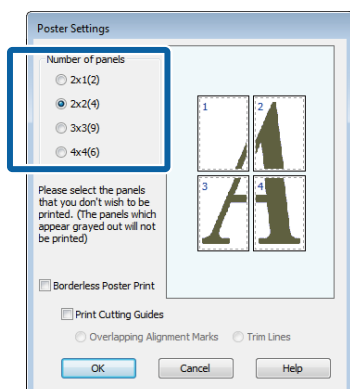 Poster Settings
Number of panels
2x1(2)
2x2(4)
3x3(9)
4x4(6)
1 2
3 4
Please select the panels
that you don't wish to be
printed. (The panels which
appear grayed out will not
be printed)
Borderless Poster Print
Print Cutting Guides
Overlapping Alignment Marks Trim Lines
OK Cancel Help